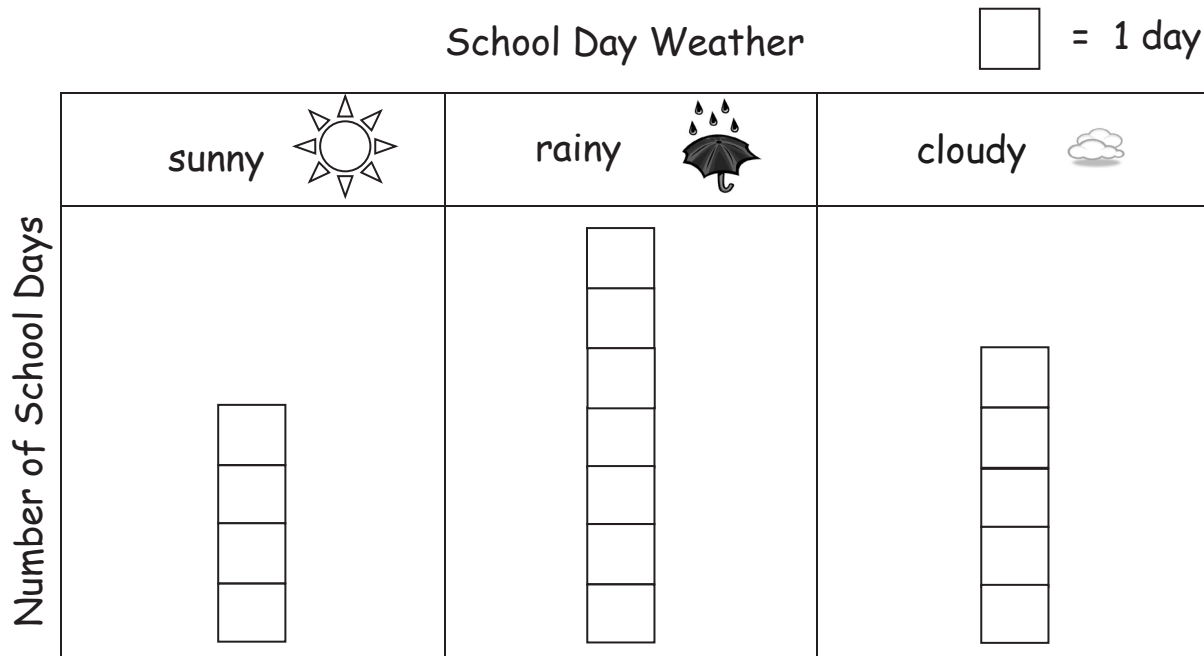 School Day Weather
= 1 day
sunny
rainy
cloudy
Number of School Days